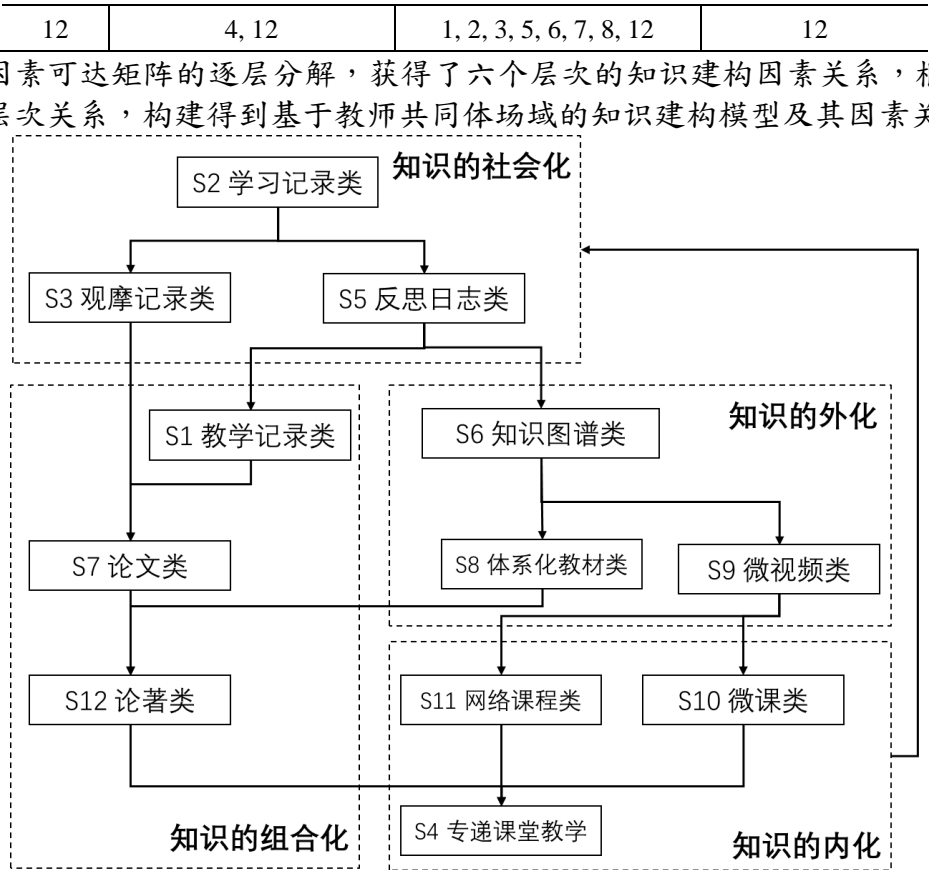 12 4, 12 1, 2, 3, 5, 6, 7, 8, 12 12
因素可达矩阵的逐层分解，获得了六个层次的知识建构因素关系，
层次关系，构建得到基于教师共同体场域的知识建构模型及其因素关
知识的社会化
S2 学习记录类
S3 观摩记录类
S5 反思日志类
S1 教学记录类
S6 知识图谱类
知识的外化
S7 论文类
S8 体系化教材类
S9 微视频类
S12 论著类
S11 网络课程类
S10 微课类
S4 专递课堂教学
知识的组合化
知识的内化